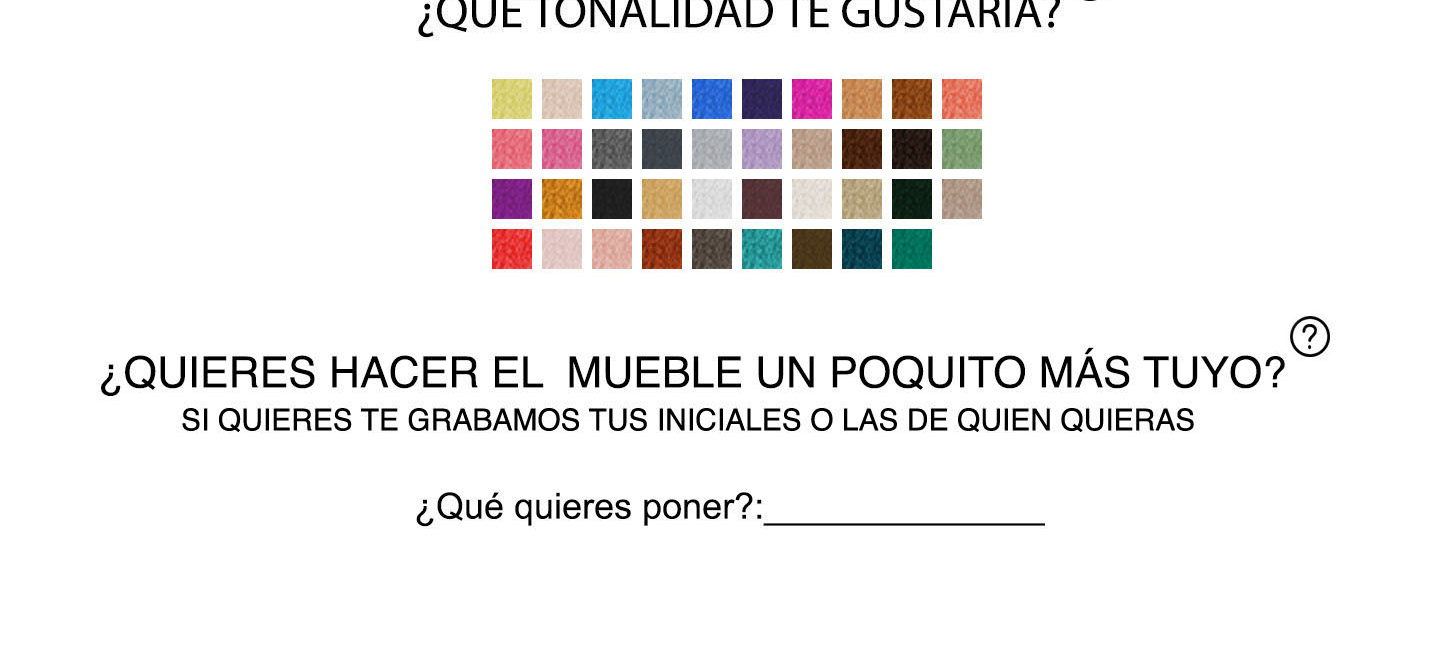 ¿QUÉ TONALIDAD TE GUSTARÍA?
?
¿QUIERES HACER EL  MUEBLE UN POQUITO MÁS TUYO?
SI QUIERES TE GRABAMOS TUS INICIALES O LAS DE QUIEN QUIERAS
¿Qué quieres poner?:______________